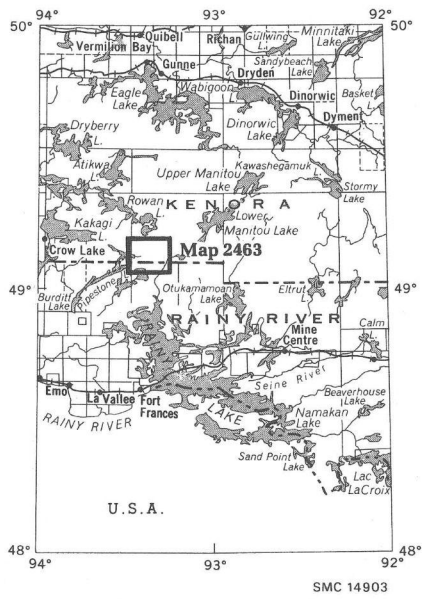 94°
93°
92°
50°
Quibell
Vermilion Bay
Richan
Gullwing
L.
Minnitaki
Lake
Sandybeach
Lake
Gunne
Dryden
Eagle
Lake
Wabigoon
L.
Dinorwic
Basket
L.
Dinorwic
Lake
Dyment
Dryberry
L.
Atikwa
L.
Kawashegamuk
L.
Upper Manitou
Lake
Stormy
Lake
Rowan
L.
KENORA
Kakagi
L.
Lower
Manitou Lake
Crow Lake
Map 2463
49°
49°
Burditt
Lake
Pipestone
Otukamamoan
Lake
Eltrut
L.
RAINY RIVER
RAINY
Mine
Centre
Calm
L.
Seine River
Emo
La Vallee
Fort
Frances
LAKE
Beaverhouse
Lake
RAINY RIVER
Namakan
Lake
Sand Point
Lake
Lac
LaCroix
U.S.A.
48°
48°
94°
93°
92°
SMC 14903